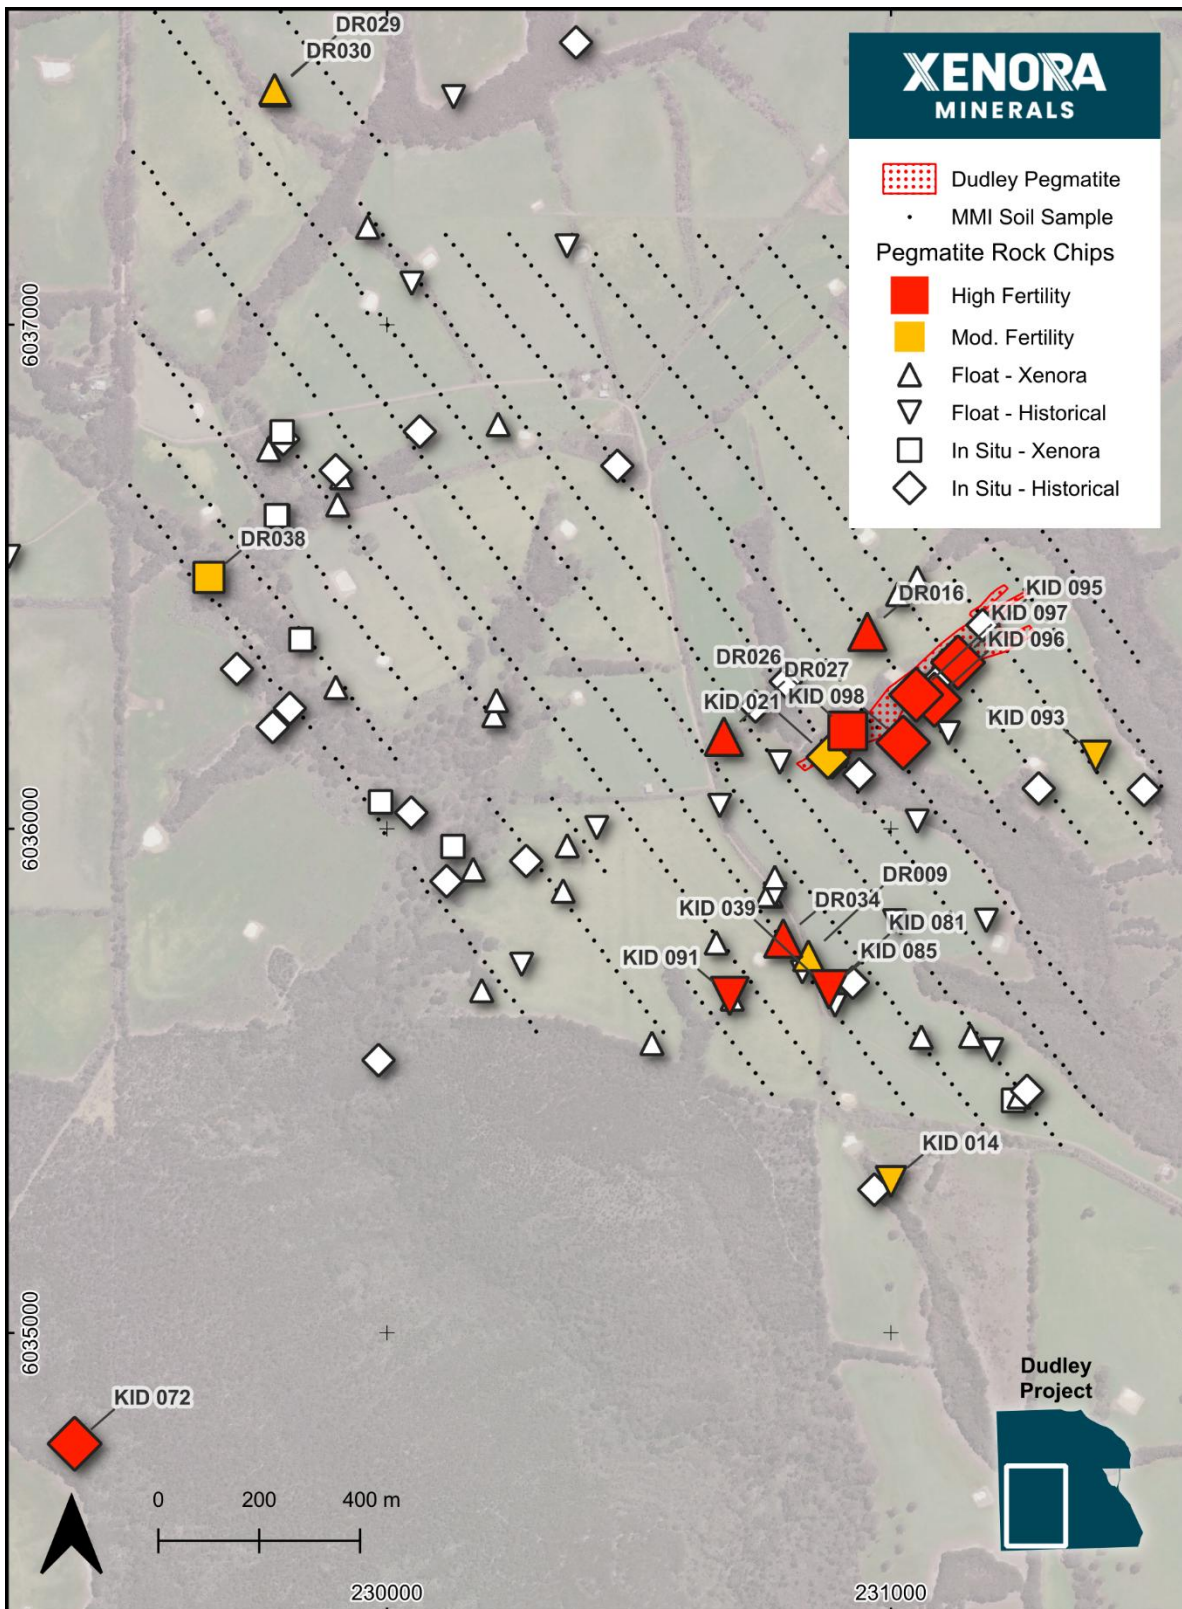 DR029
DR030
XENORA
MINERALS
Dudley Pegmatite
MMI Soil Sample
Pegmatite Rock Chips
High Fertility
Mod. Fertility
Float - Xenora
Float - Historical
In Situ - Xenora
In Situ - Historical
6037000
DR038
DR016
KID 095
KID 097
KID 096
DR026
DR027
KID 021
KID 098
KID 093
6036000
DR009
DR034
KID 039
KID 081
KID 085
KID 091
KID 014
6035000
Dudley
Project
KID 072
0 200 400 m
230000
231000